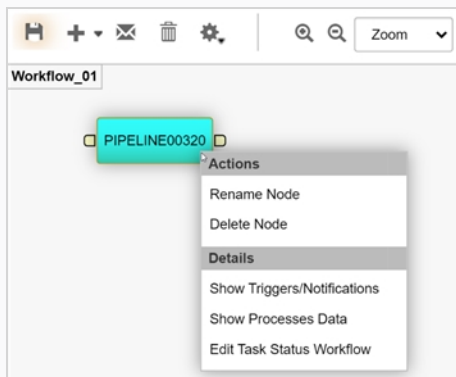 Zoom
Workflow_01
PIPELINE00320
Actions
Rename Node
Delete Node
Details
Show Triggers/Notifications
Show Processes Data
Edit Task Status Workflow